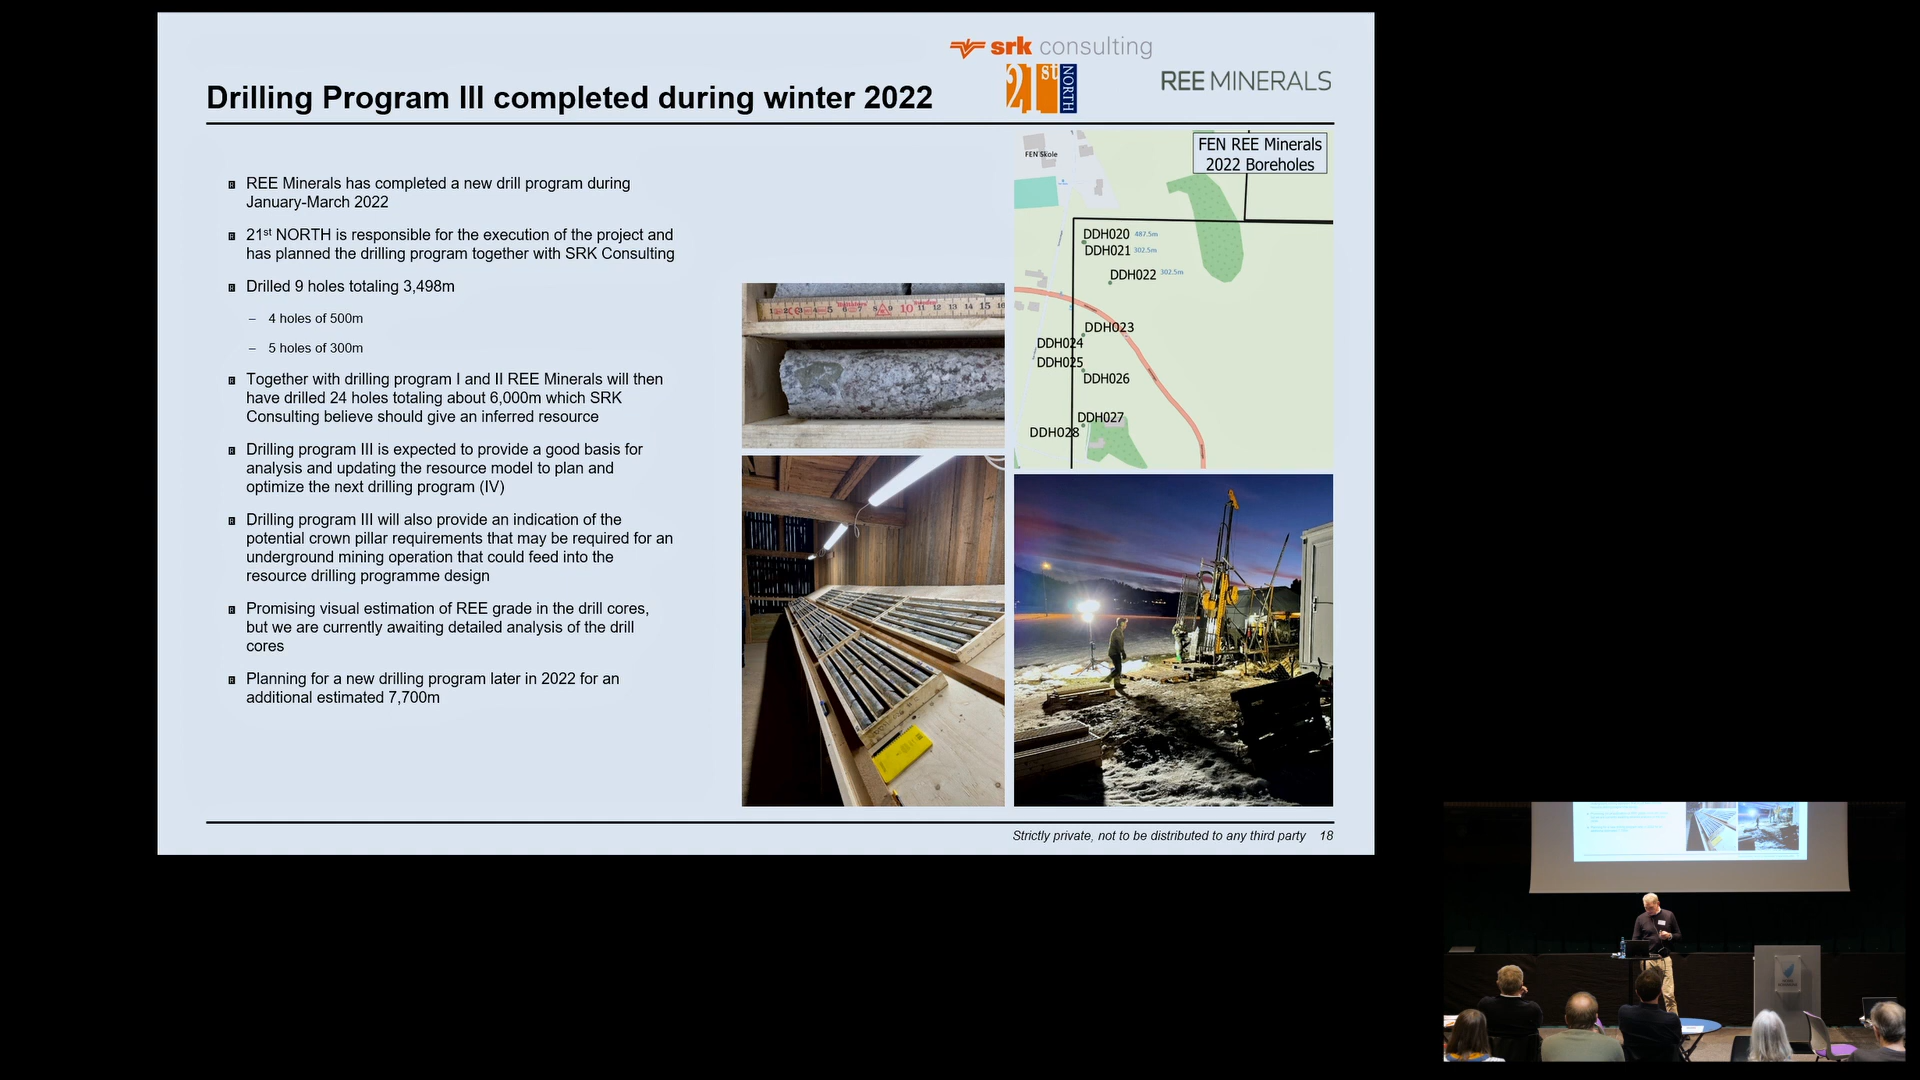 srk consulting
21st NORTH
REE MINERALS
Drilling Program III completed during winter 2022
REE Minerals has completed a new drill program during
January-March 2022
21st NORTH is responsible for the execution of the project and
has planned the drilling program together with SRK Consulting
Drilled 9 holes totaling 3,498m
– 4 holes of 500m
– 5 holes of 300m
Together with drilling program I and II REE Minerals will then
have drilled 24 holes totaling about 6,000m which SRK
Consulting believe should give an inferred resource
Drilling program III is expected to provide a good basis for
analysis and updating the resource model to plan and
optimize the next drilling program (IV)
Drilling program III will also provide an indication of the
potential crown pillar requirements that may be required for an
underground mining operation that could feed into the
resource drilling programme design
Promising visual estimation of REE grade in the drill cores,
but we are currently awaiting detailed analysis of the drill
cores
Planning for a new drilling program later in 2022 for an
additional estimated 7,700m
FEN Skole
FEN REE Minerals
2022 Boreholes
DDH020 487.5m
DDH021 302.5m
DDH022 302.5m
DDH023
DDH024
DDH025
DDH026
DDH027
DDH028
10 11 12 13 14 15
Strictly private, not to be distributed to any third party 18